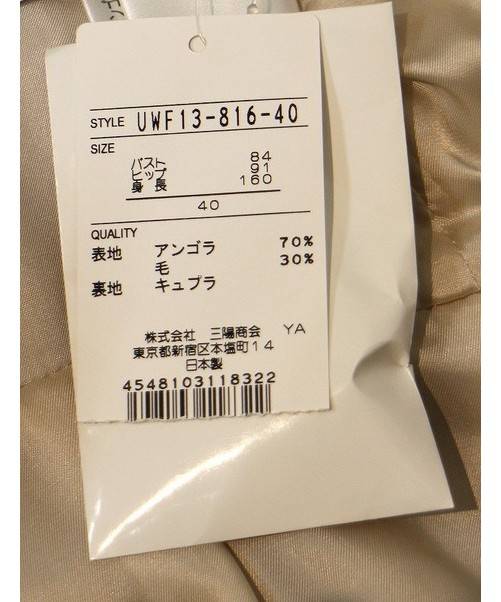 STYLE UWF13-816-40
SIZE
バスト 84
ヒップ 91
身長 160
40
QUALITY
表地 アンゴラ 70%
毛 30%
裏地 キュプラ
株式会社 三陽商会 YA
東京都新宿区本塩町14
日本製
4548103118322